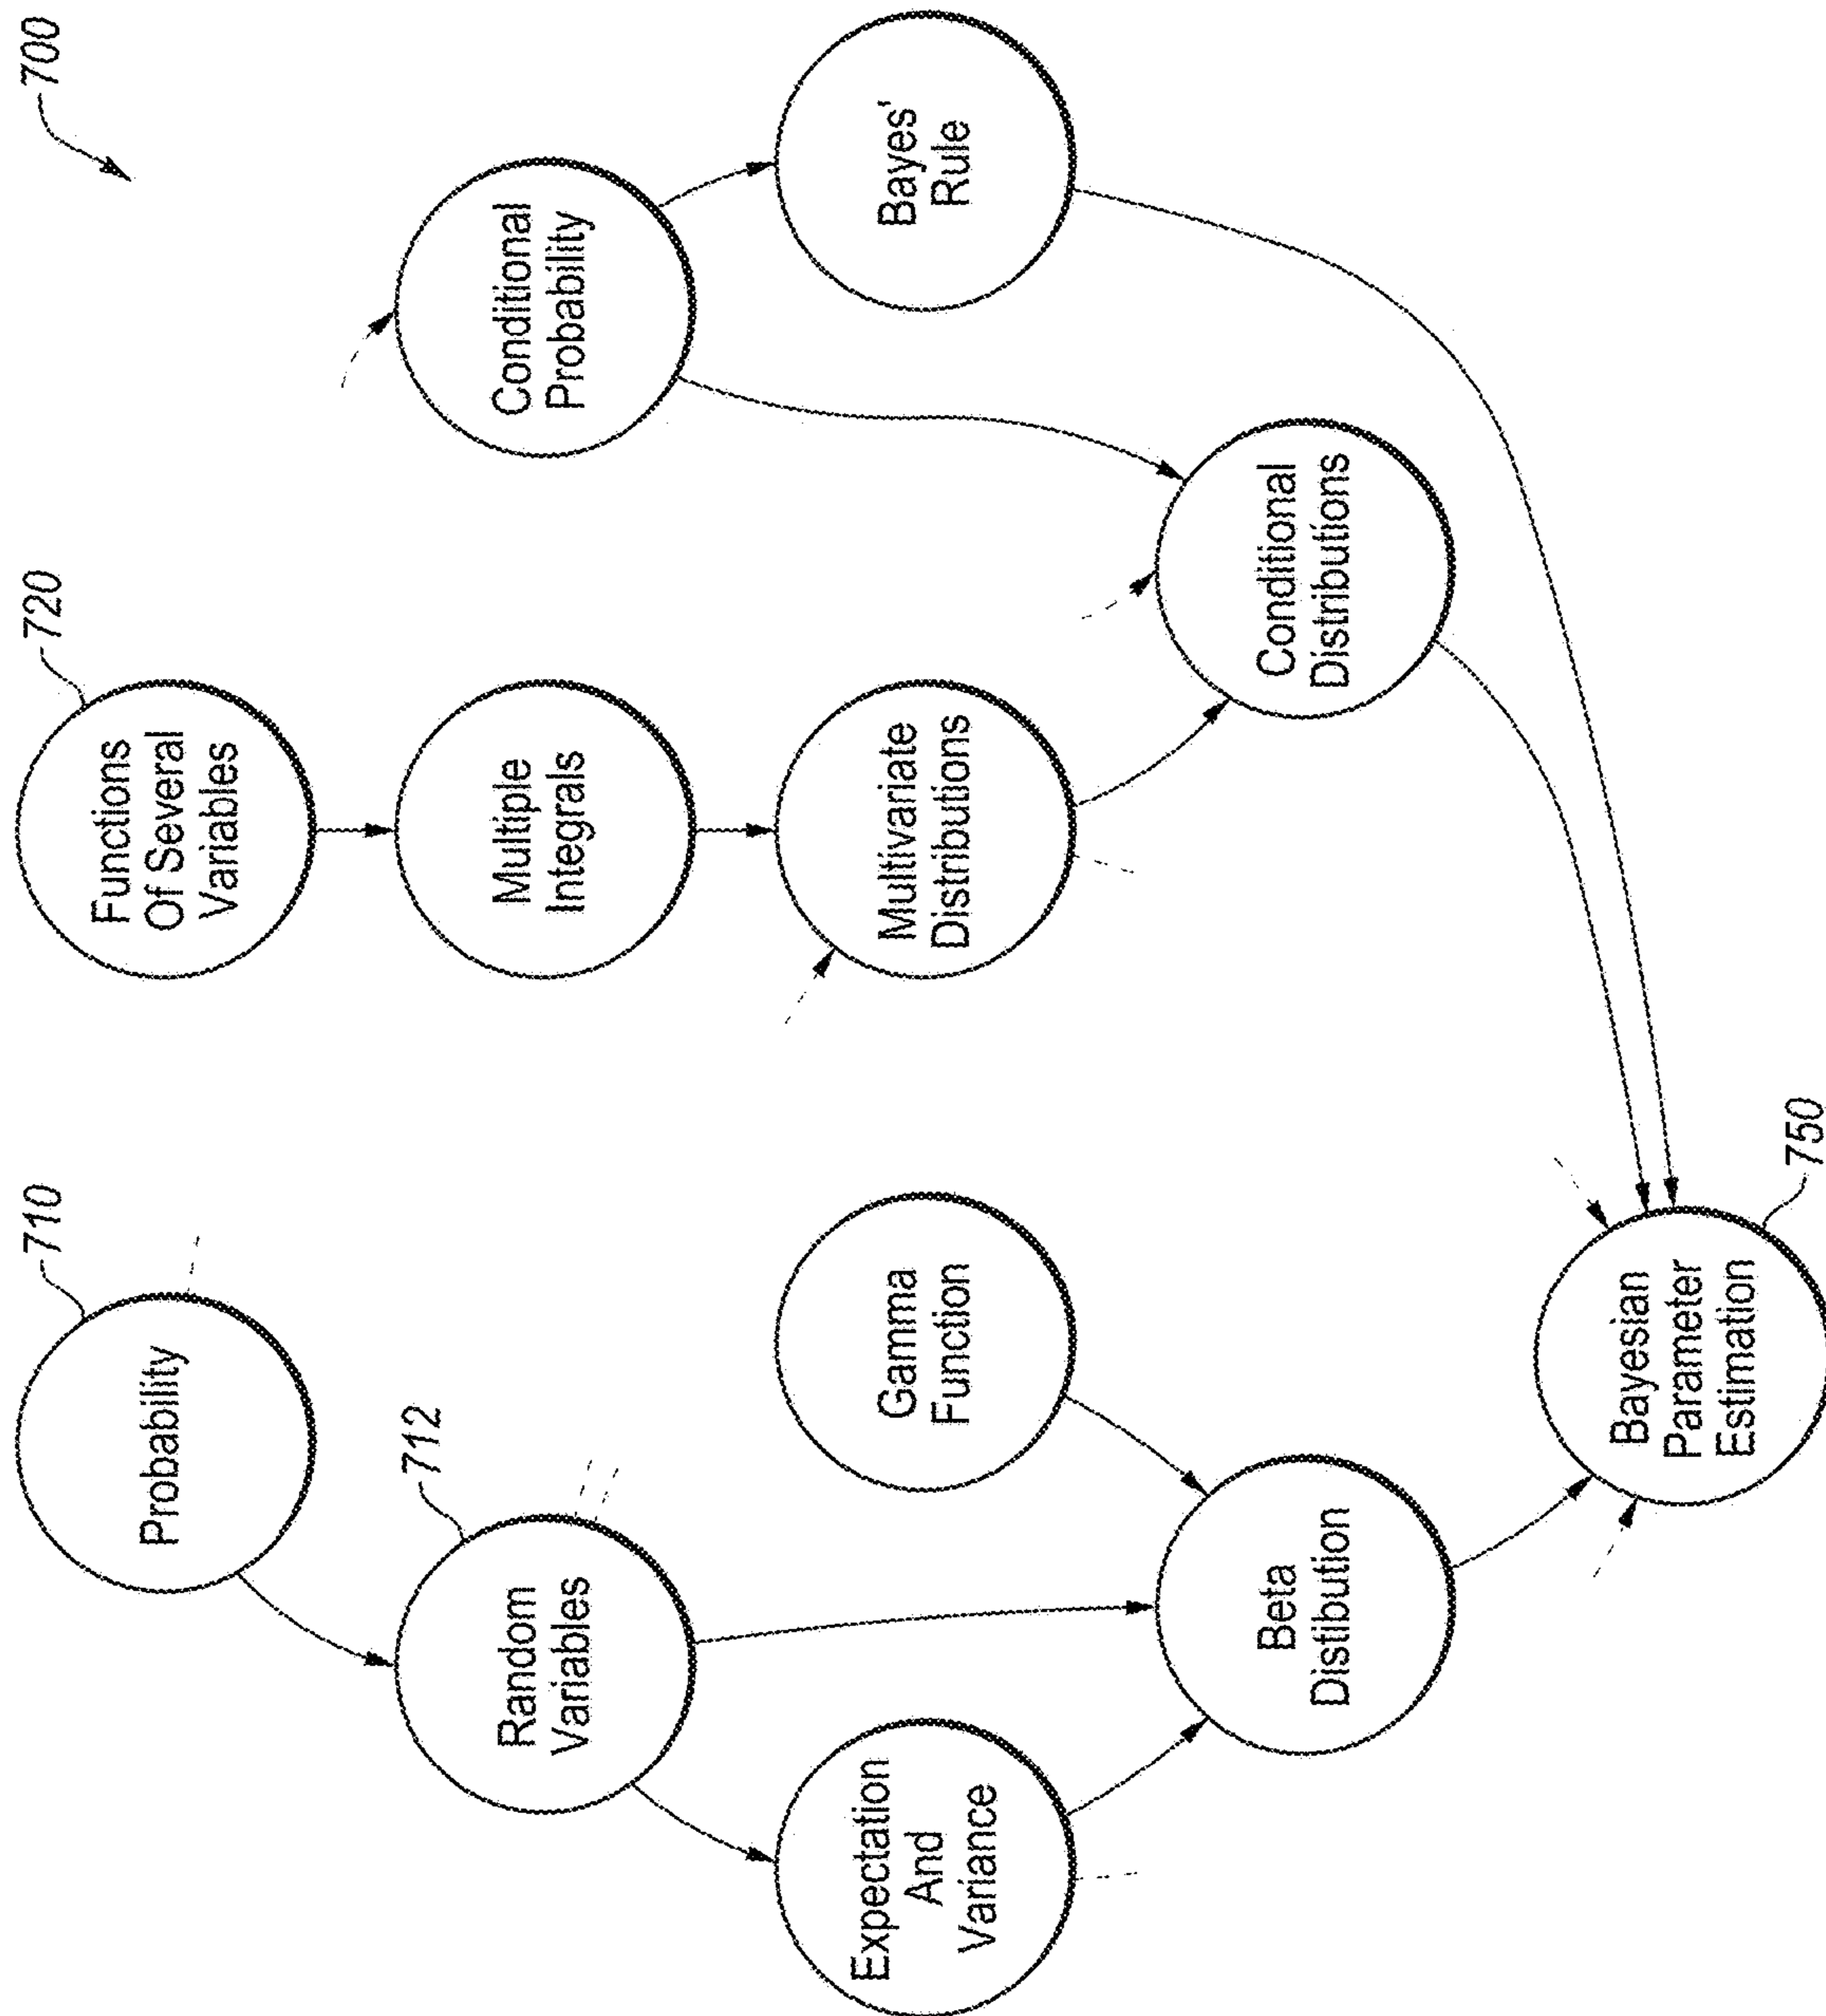 700
710
Probability
720
Functions
Of Several
Variables
712
Random
Variables
Multiple
Integrals
Conditional
Probability
Expectation
And
Variance
Gamma
Function
Multivariate
Distributions
Bayes'
Rule
Beta
Distibution
Conditional
Distributions
Bayesian
Parameter
Estimation
750